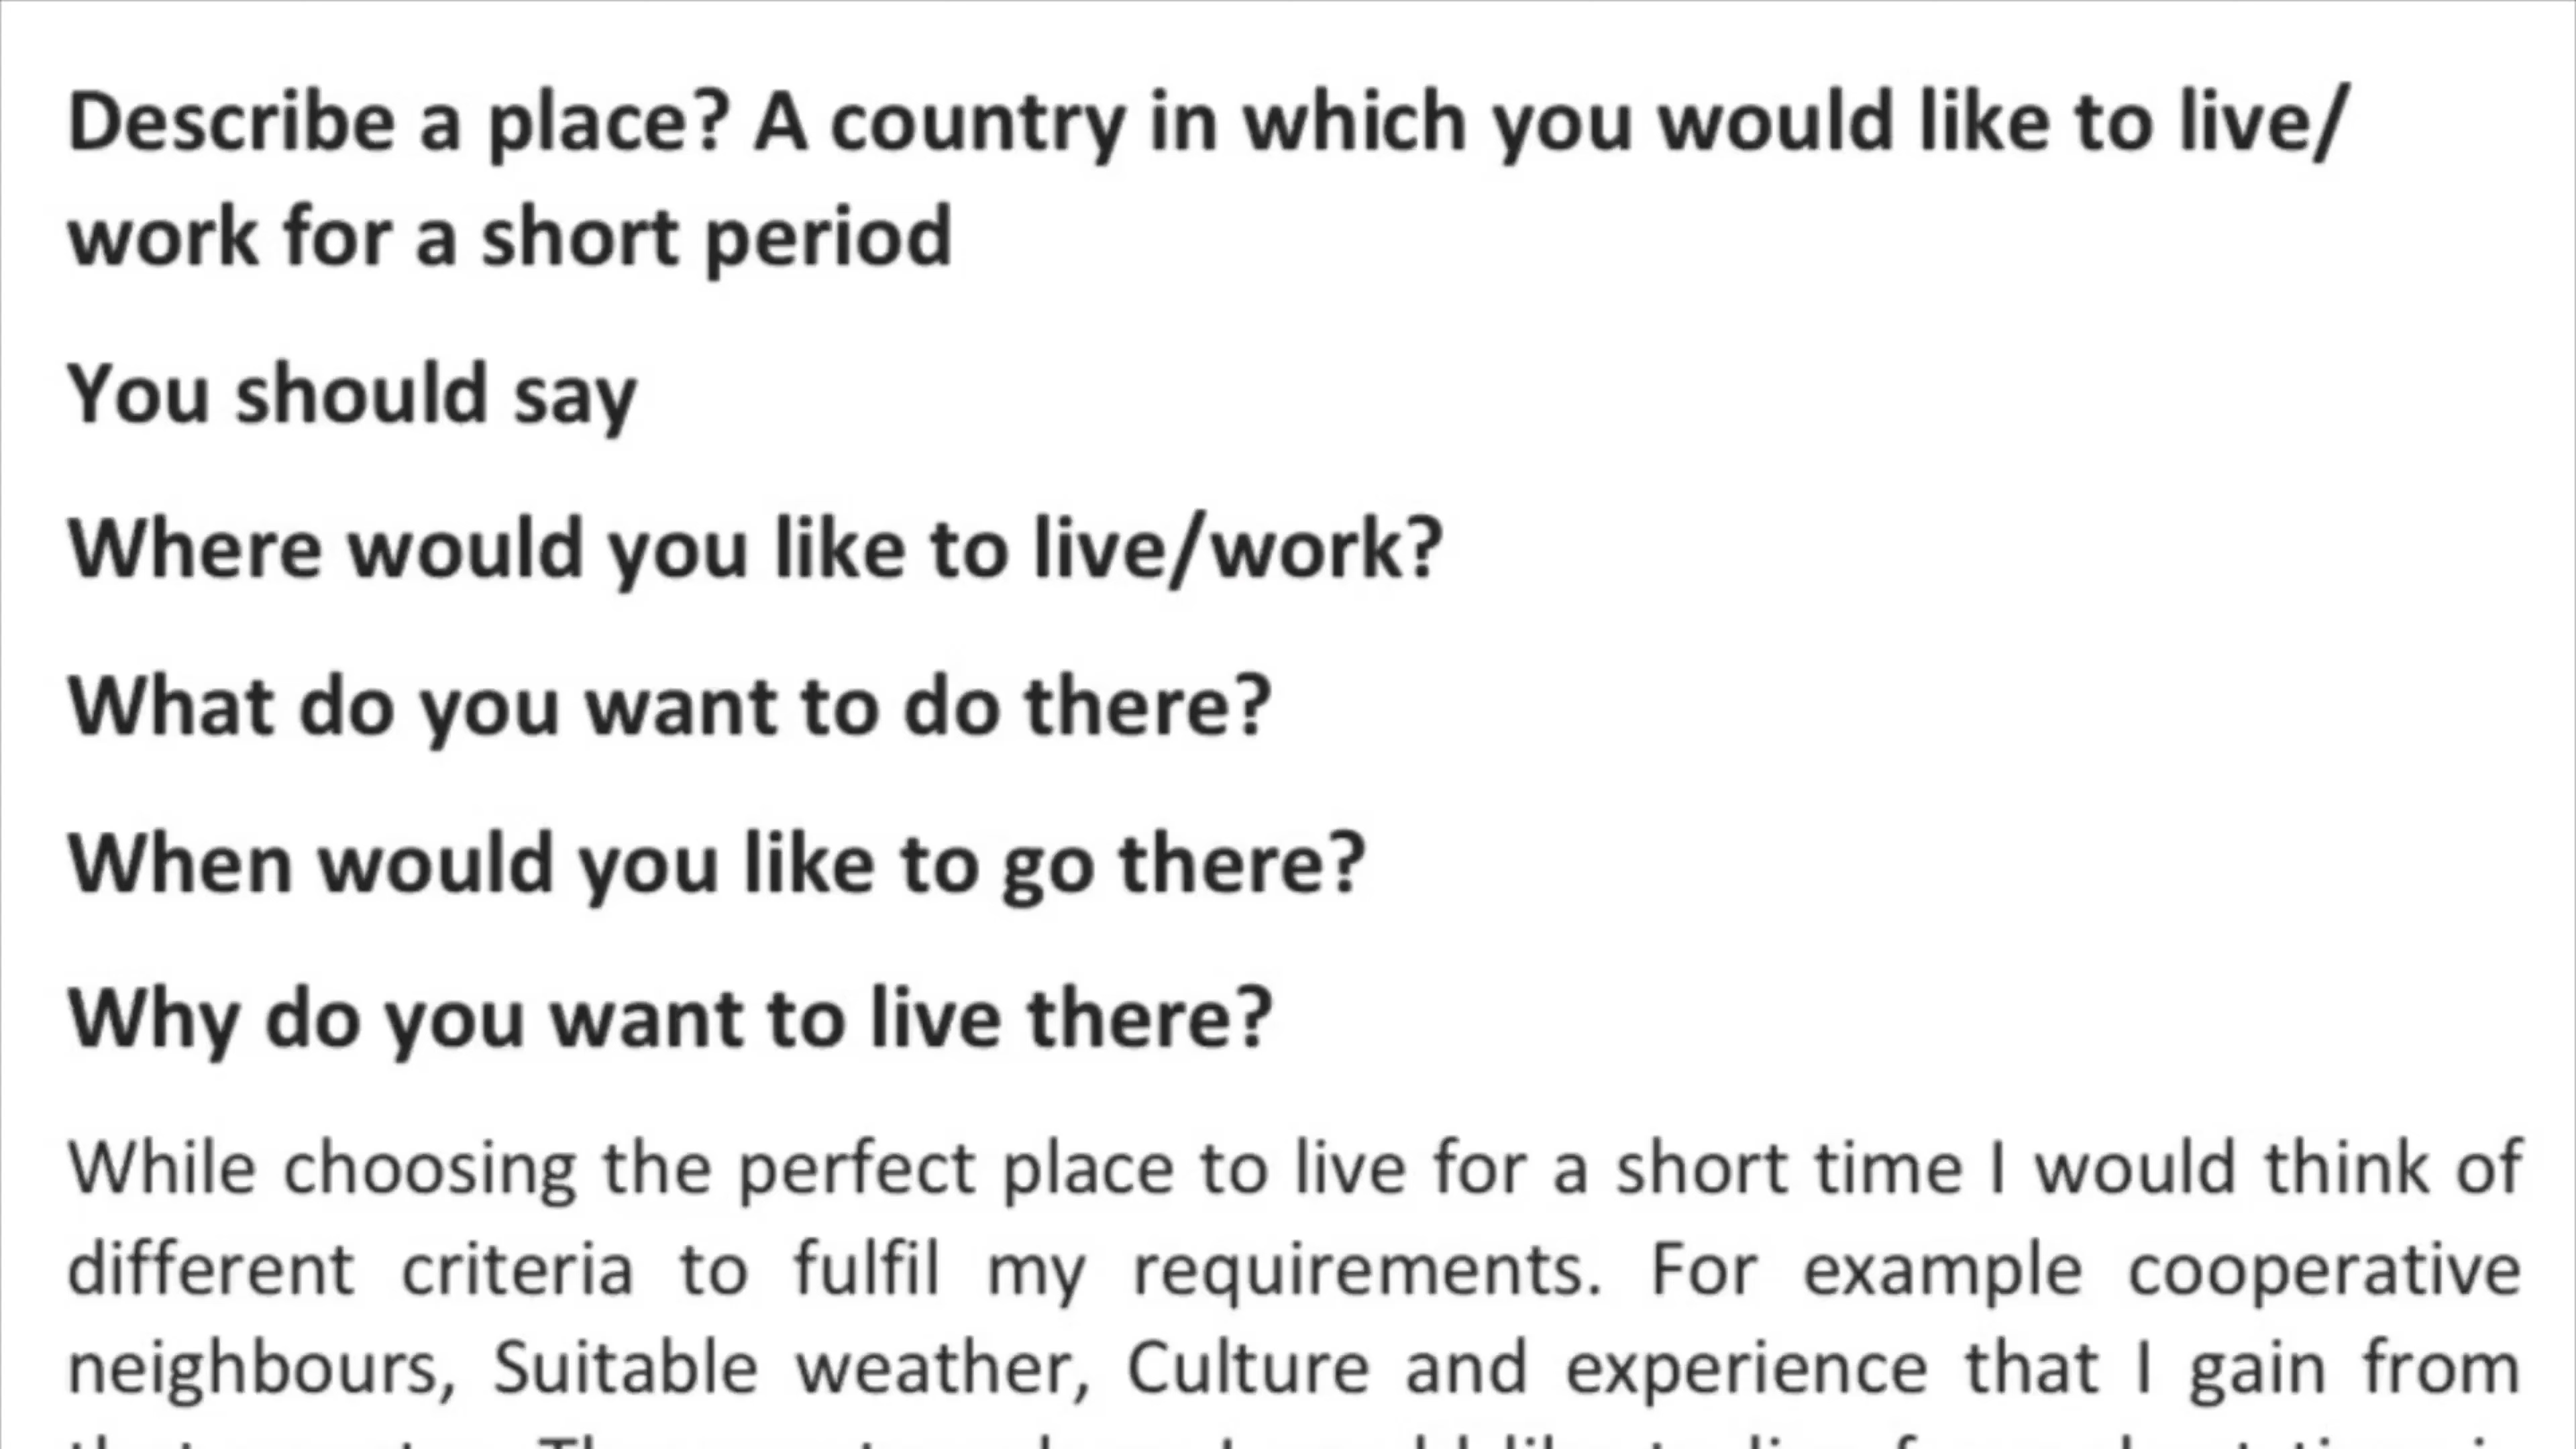 Describe a place? A country in which you would like to live/
work for a short period
You should say
Where would you like to live/work?
What do you want to do there?
When would you like to go there?
Why do you want to live there?
While choosing the perfect place to live for a short time I would think of
different criteria to fulfil my requirements. For example cooperative
neighbours, Suitable weather, Culture and experience that I gain from